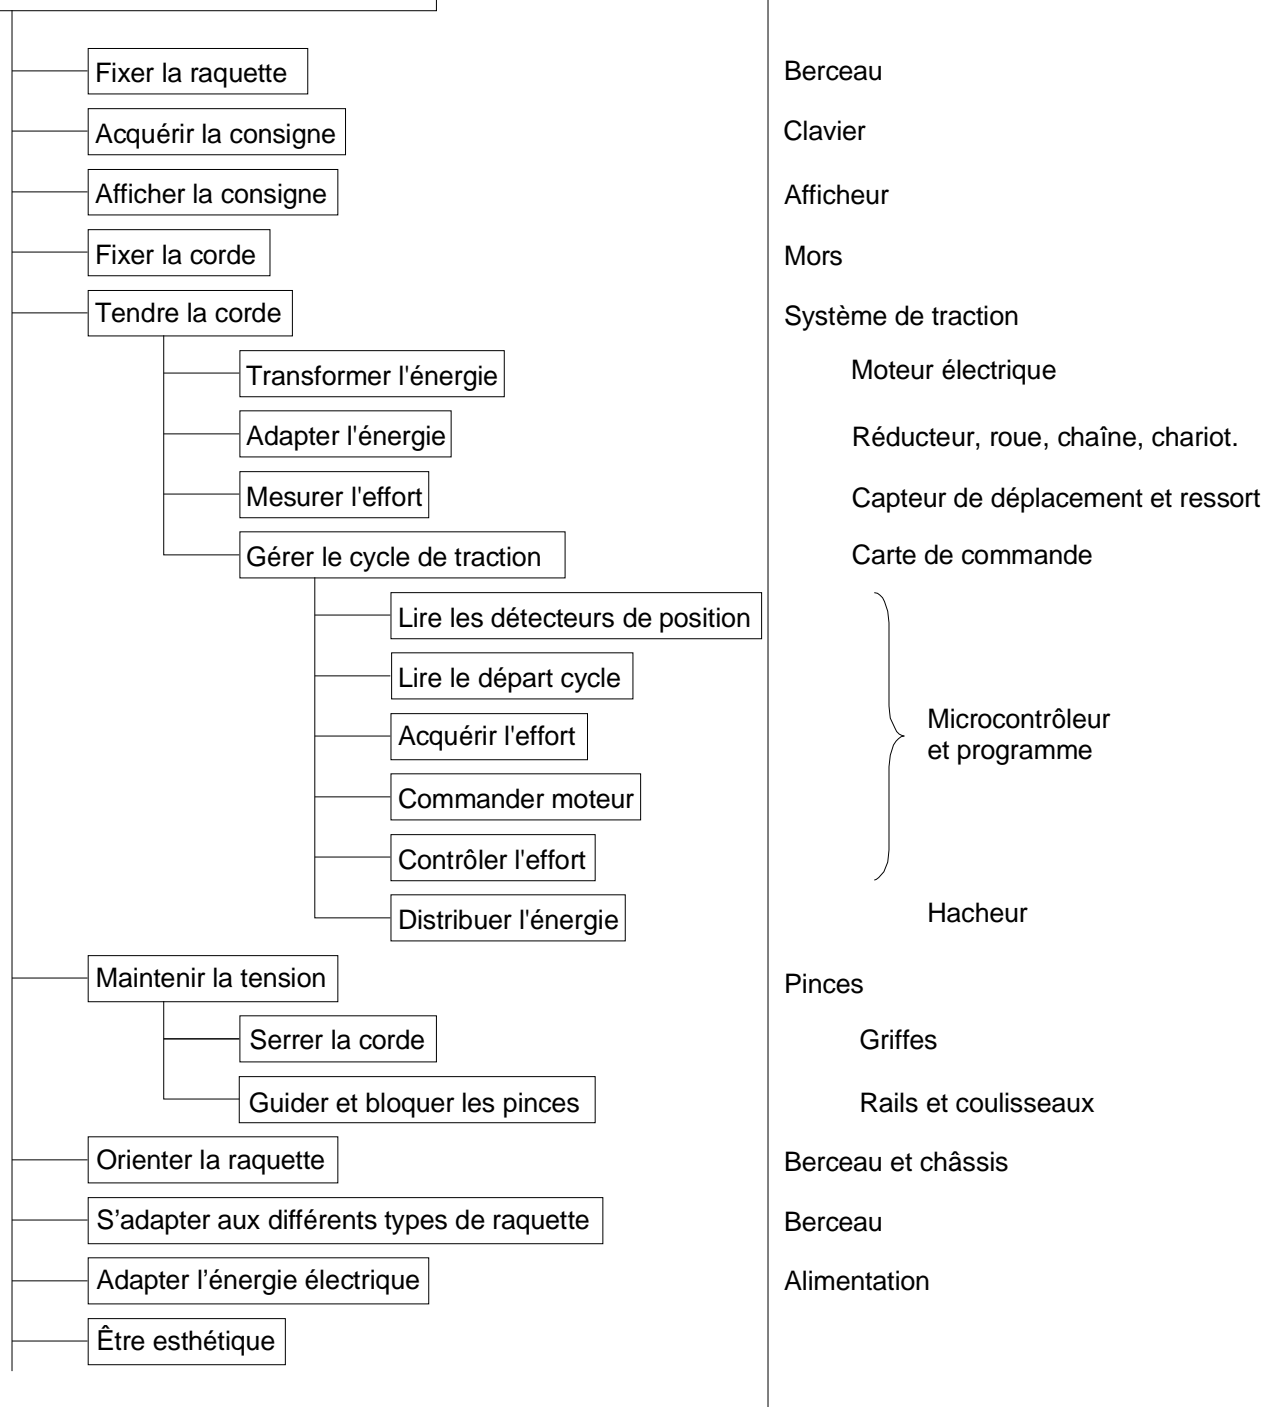 Fixer la raquette
Berceau
Acquérir la consigne
Clavier
Afficher la consigne
Afficheur
Fixer la corde
Mors
Tendre la corde
Système de traction
Transformer l'énergie
Moteur électrique
Adapter l'énergie
Réducteur, roue, chaîne, chariot.
Mesurer l'effort
Capteur de déplacement et ressort
Gérer le cycle de traction
Carte de commande
Lire les détecteurs de position
Lire le départ cycle
Acquérir l'effort
Commander moteur
Contrôler l'effort
Microcontrôleur
et programme
Distribuer l'énergie
Hacheur
Maintenir la tension
Pinces
Serrer la corde
Griffes
Guider et bloquer les pinces
Rails et coulisseaux
Orienter la raquette
Berceau et châssis
S’adapter aux différents types de raquette
Berceau
Adapter l’énergie électrique
Alimentation
Être esthétique